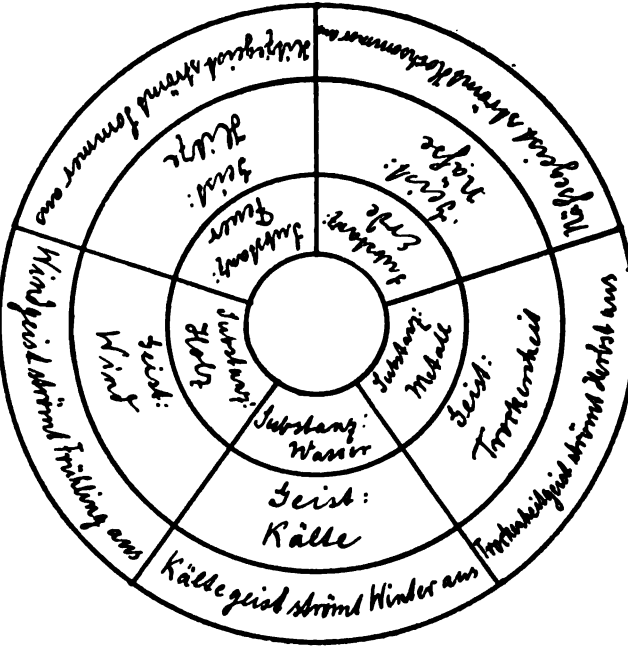 Hitzegeist strömt Sommer aus
Geist:
Hitze
Substanz:
Feuer
Nässegeist strömt Hochsommer aus
Geist:
Nässe
Substanz:
Erde
Trockenheitgeist strömt Herbst aus
Geist:
Trockenheit
Substanz:
Metall
Kältegeist strömt Winter aus
Geist:
Kälte
Substanz:
Wasser
Windgeist strömt Frühling aus
Geist:
Wind
Substanz:
Holz